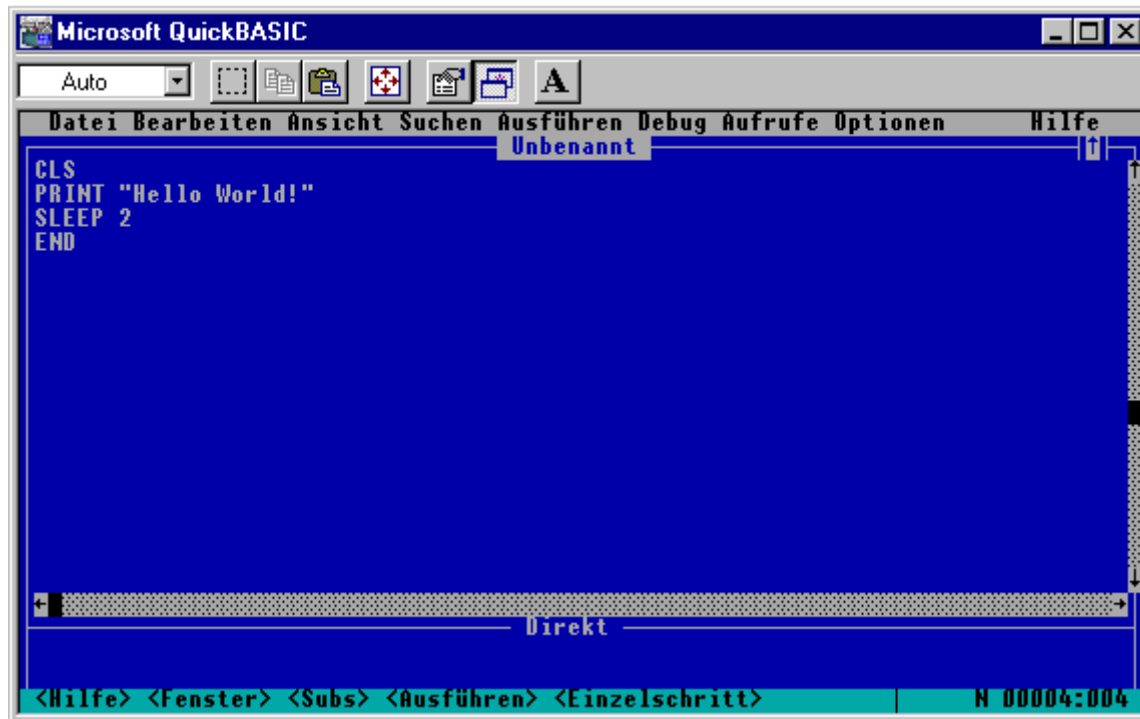 Microsoft QuickBASIC
Auto A
Datei Bearbeiten Ansicht Suchen Ausführen Debug Aufrufe Optionen Hilfe
Unbenannt
CLS
PRINT "Hello World!"
SLEEP 2
END
Direkt
<Hilfe> <Fenster> <Subs> <Ausführen> <Einzelschritt> N 00004:004